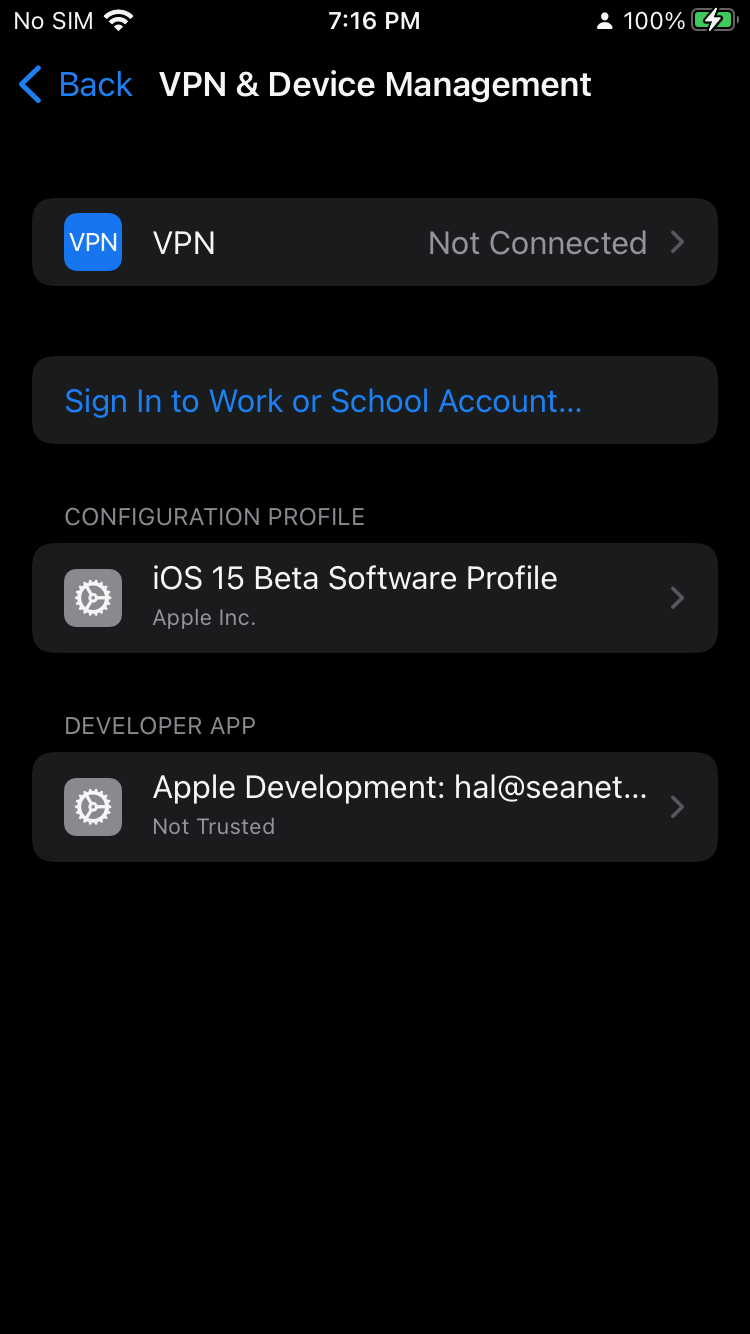 No SIM 7:16 PM 100%
Back VPN & Device Management
VPN VPN Not Connected
Sign In to Work or School Account...
CONFIGURATION PROFILE
iOS 15 Beta Software Profile
Apple Inc.
DEVELOPER APP
Apple Development: hal@seanet...
Not Trusted